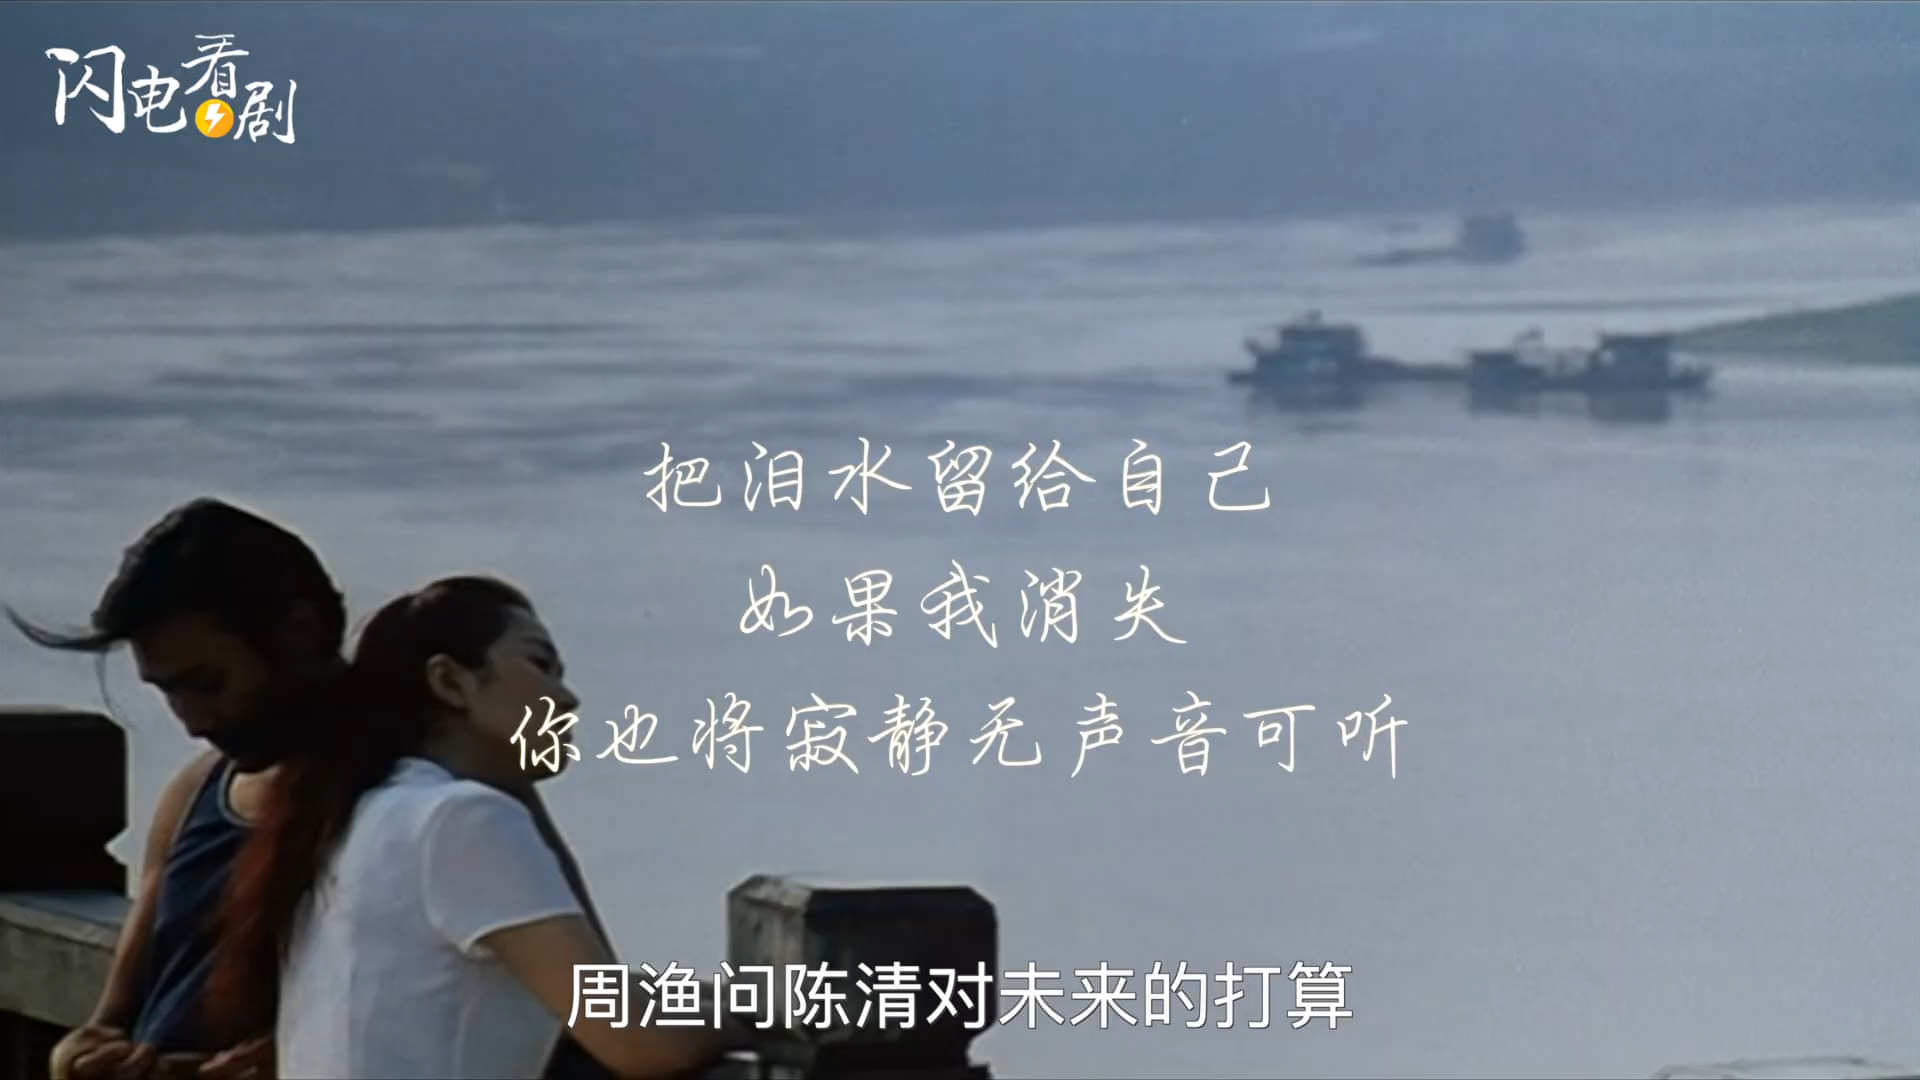 闪电看剧
把泪水留给自己
如果我消失
你也将寂静无声音可听
周渔问陈清对未来的打算